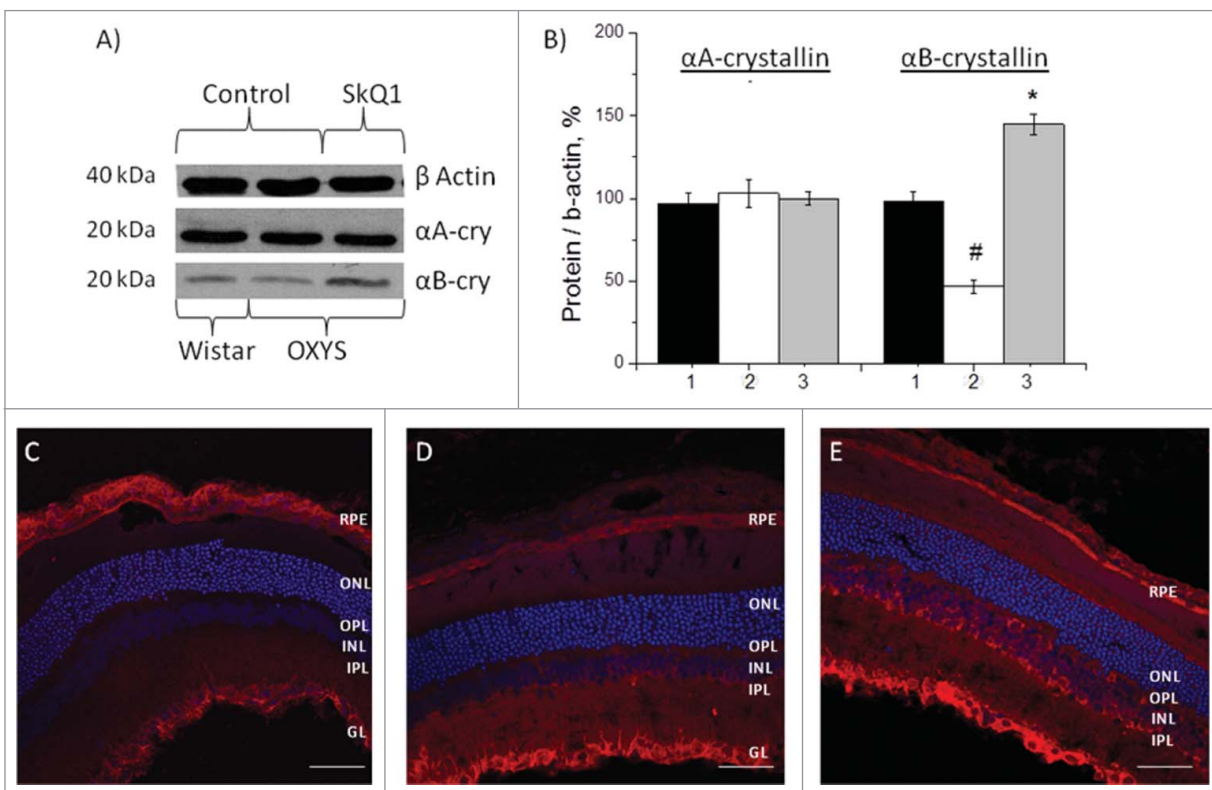 A)
Control SkQ1
40 kDa β Actin
20 kDa αA-cry
20 kDa αB-cry
Wistar OXYS
B)
αA-crystallin αB-crystallin
Protein / b-actin, %
200
150
100
50
0
*
#
1 2 3 1 2 3
C
RPE
ONL
OPL
INL
IPL
GL
D
RPE
ONL
OPL
INL
IPL
GL
E
RPE
ONL
OPL
INL
IPL